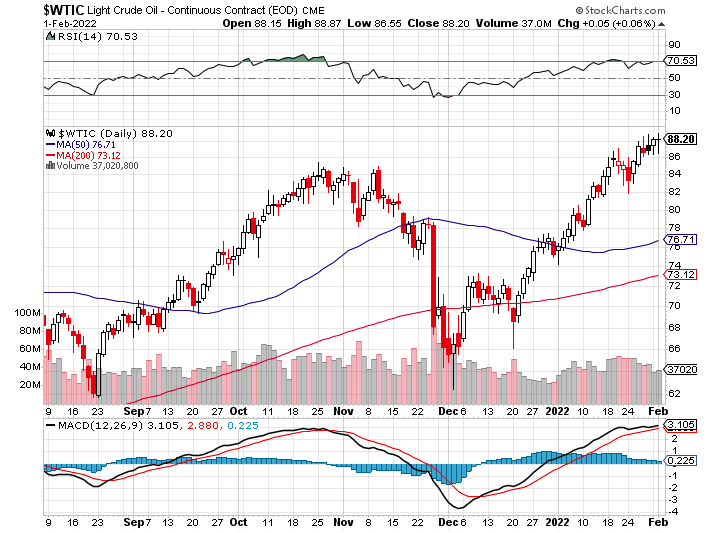 $WTIC Light Crude Oil - Continuous Contract (EOD) CME © StockCharts.com
1-Feb-2022 Open 88.15 High 88.87 Low 86.55 Close 88.20 Volume 37.0M Chg +0.05 (+0.06%)
RSI(14) 70.53
90
70.53
50
30
10
$WTIC (Daily) 88.20
MA(50) 76.71
MA(200) 73.12
Volume 37,020,800
88.20
86
84
82
80
78
76.71
76
74
73.12
72
70
68
66
37020
62
100M
80M
60M
40M
20M
9 16 23 Sep 7 13 20 27 Oct 11 18 25 Nov 8 15 22 Dec 6 13 20 27 2022 10 18 24 Feb
MACD(12,26,9) 3.105, 2.880, 0.225
3.105
2
1
0.225
-1
-2
-3
-4
9 16 23 Sep 7 13 20 27 Oct 11 18 25 Nov 8 15 22 Dec 6 13 20 27 2022 10 18 24 Feb